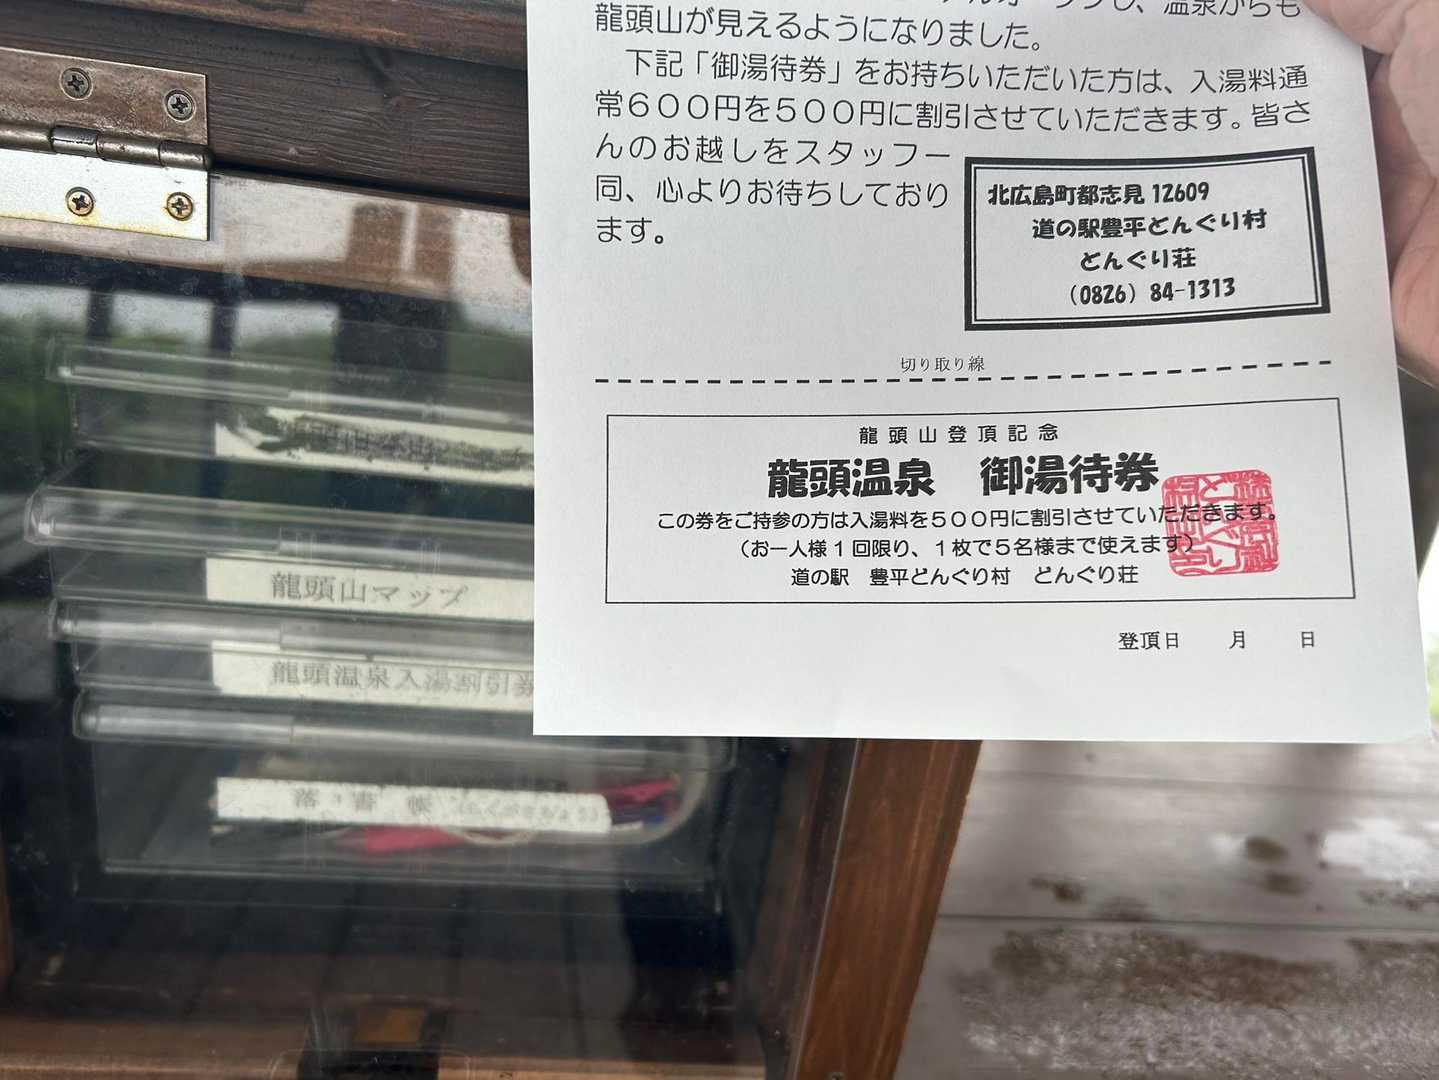 龍頭山が見えるようになりました。
下記「御湯待券」をお持ちいただいた方は、入湯料通
常600円を500円に割引させていただきます。皆さ
んのお越しをスタッフ一
同、心よりお待ちしており
ます。
北広島町都志見12609
道の駅豊平どんぐり村
どんぐり荘
(0826) 84-1313
切り取り線
龍頭山登頂記念
龍頭温泉 御湯待券
この券をご持参の方は入湯料を500円に割引させていただきます。
(お一人様1回限り、1枚で5名様まで使えます)
道の駅 豊平どんぐり村 どんぐり荘
登頂日 月 日
龍頭山マップ
龍頭温泉入湯割引券